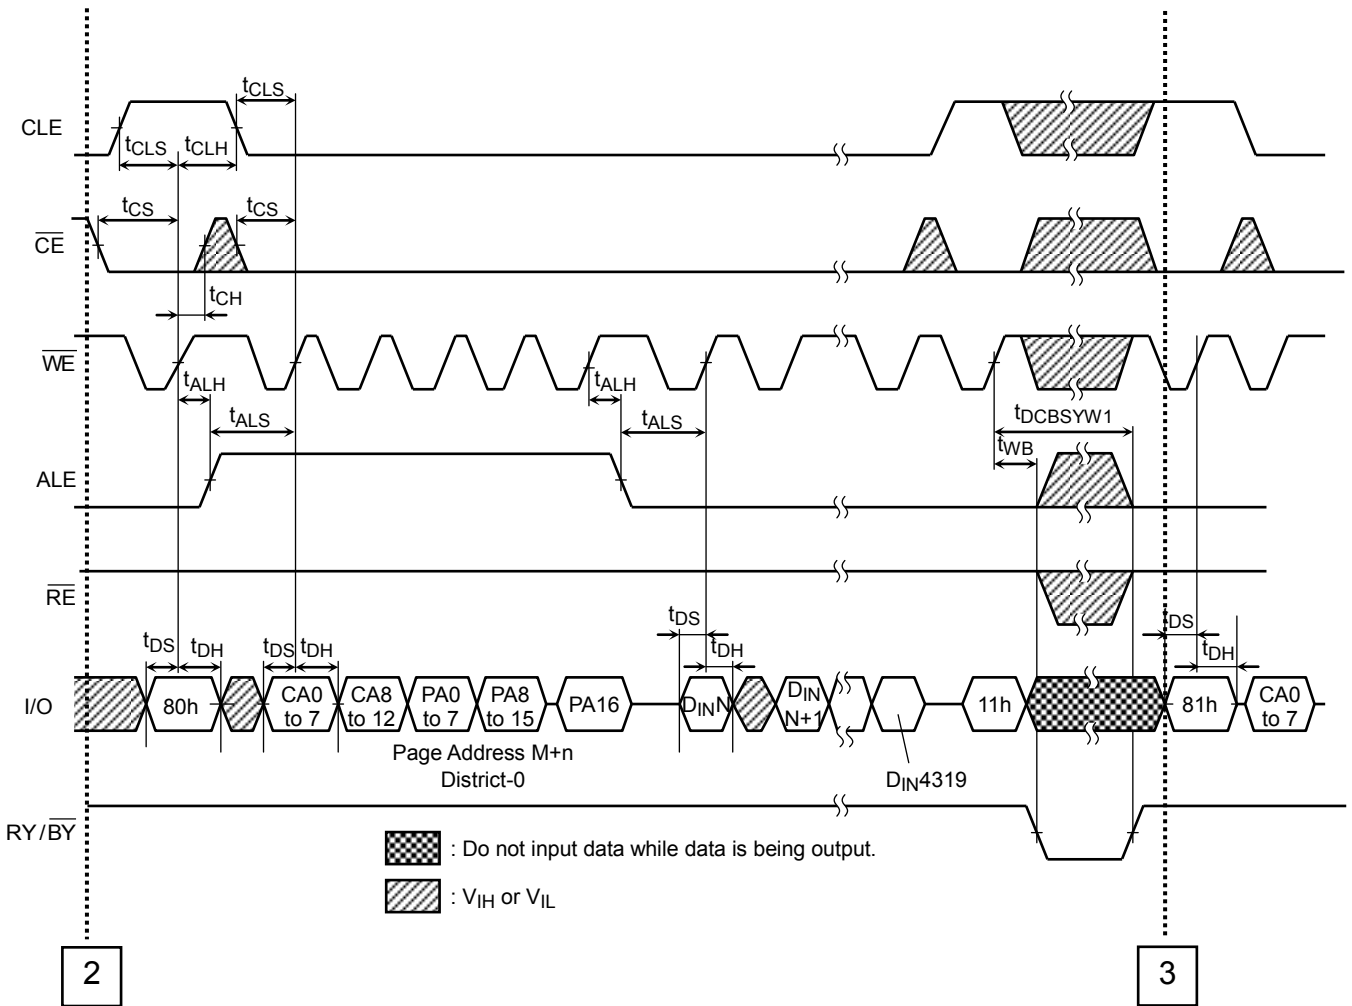 tCLS
CLE
tCLS
tCLH
tCS
tCS
CE
tCH
WE
tALH
tALH
tALS
tALS
tDCBSYW1
tWB
ALE
RE
tDS
tDH
tDS
tDH
tDS
tDH
DS
tDH
I/O
80h
CA0 to 7
CA8 to 12
PA0 to 7
PA8 to 15
PA16
DINN
DIN N+1
11h
81h
CA0 to 7
Page Address M+n
District-0
DIN4319
RY/BY
: Do not input data while data is being output.
: VIH or VIL
2
3